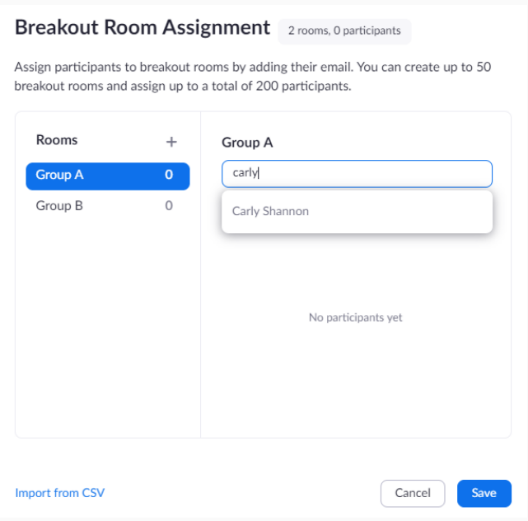 Breakout Room Assignment 2 rooms, 0 participants
Assign participants to breakout rooms by adding their email. You can create up to 50
breakout rooms and assign up to a total of 200 participants.
Rooms +
Group A 0
Group B 0
Group A
carly
Carly Shannon
No participants yet
Import from CSV
Cancel
Save